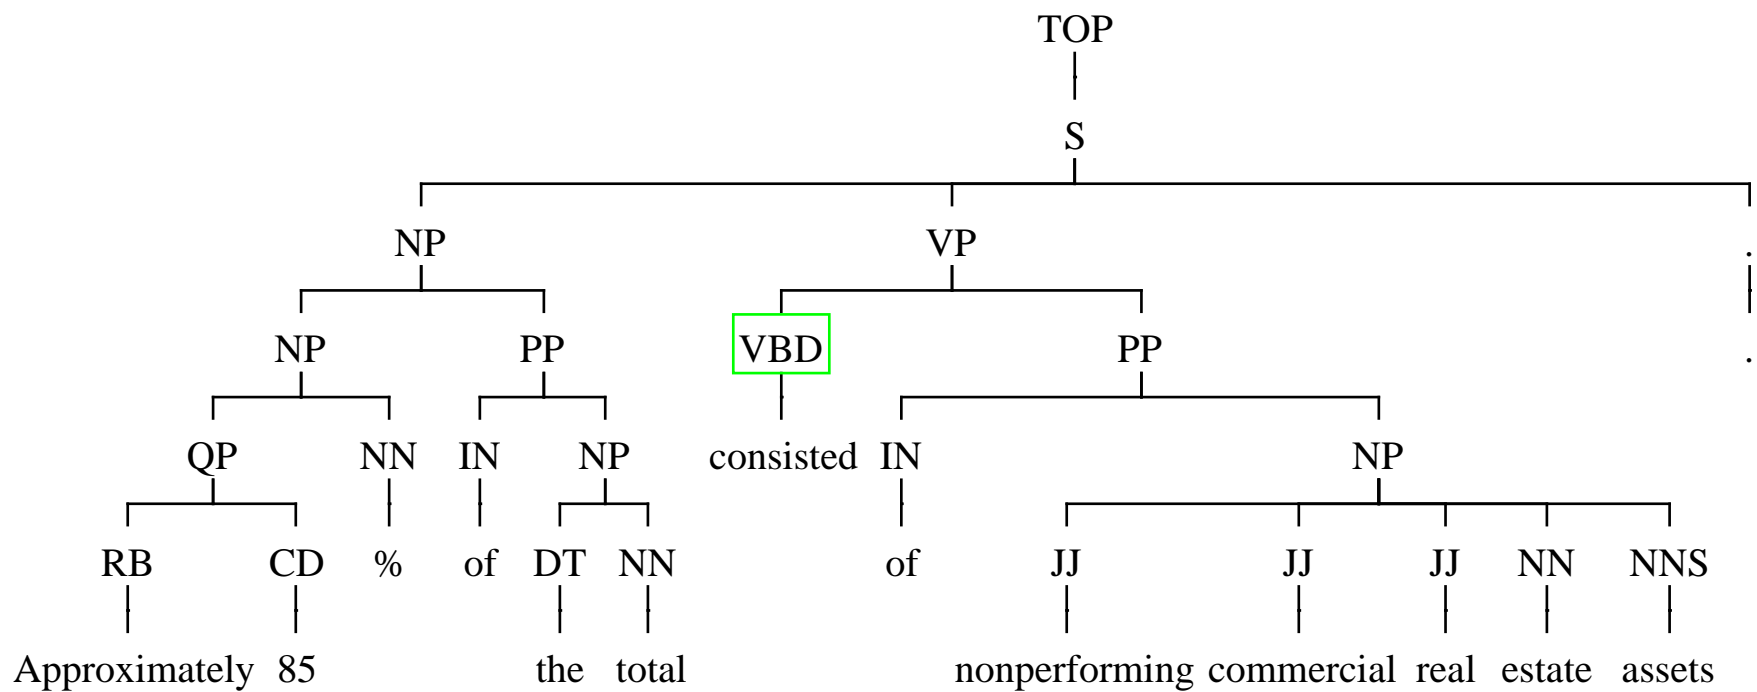 TOP
S
NP VP .
NP PP VBD PP .
QP NN IN NP consisted IN NP
RB CD % of DT NN of JJ JJ JJ NN NNS
Approximately 85 the total nonperforming commercial real estate assets